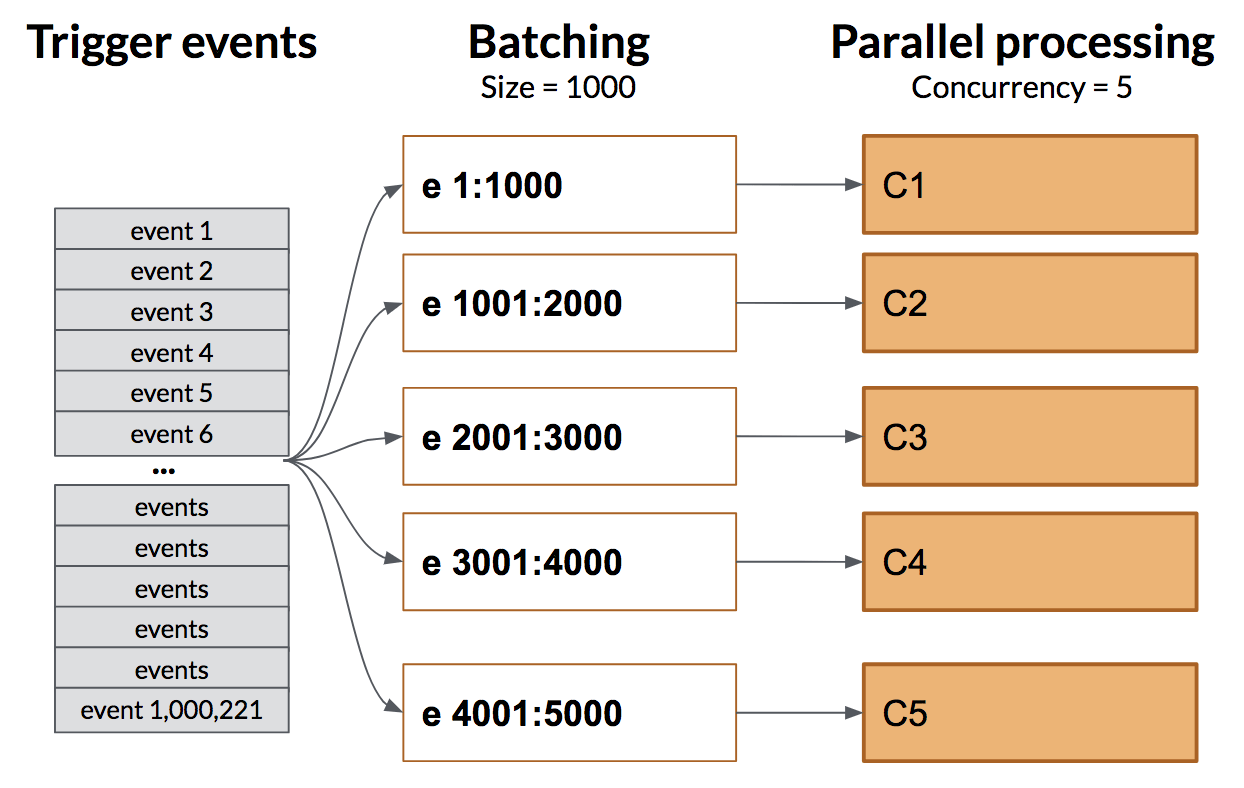 Trigger events
Batching
Size = 1000
Parallel processing
Concurrency = 5
event 1
event 2
event 3
event 4
event 5
event 6
...
events
events
events
events
events
event 1,000,221
e 1:1000
e 1001:2000
e 2001:3000
e 3001:4000
e 4001:5000
C1
C2
C3
C4
C5